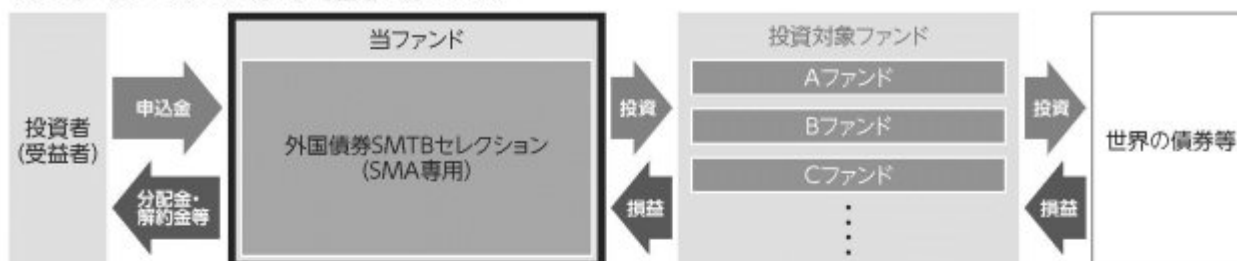 投資者
(受益者)
申込金
分配金・
解約金等
当ファンド
外国債券SMTBセレクション
(SMA専用)
投資
損益
投資対象ファンド
Aファンド
Bファンド
Cファンド
投資
損益
世界の債券等